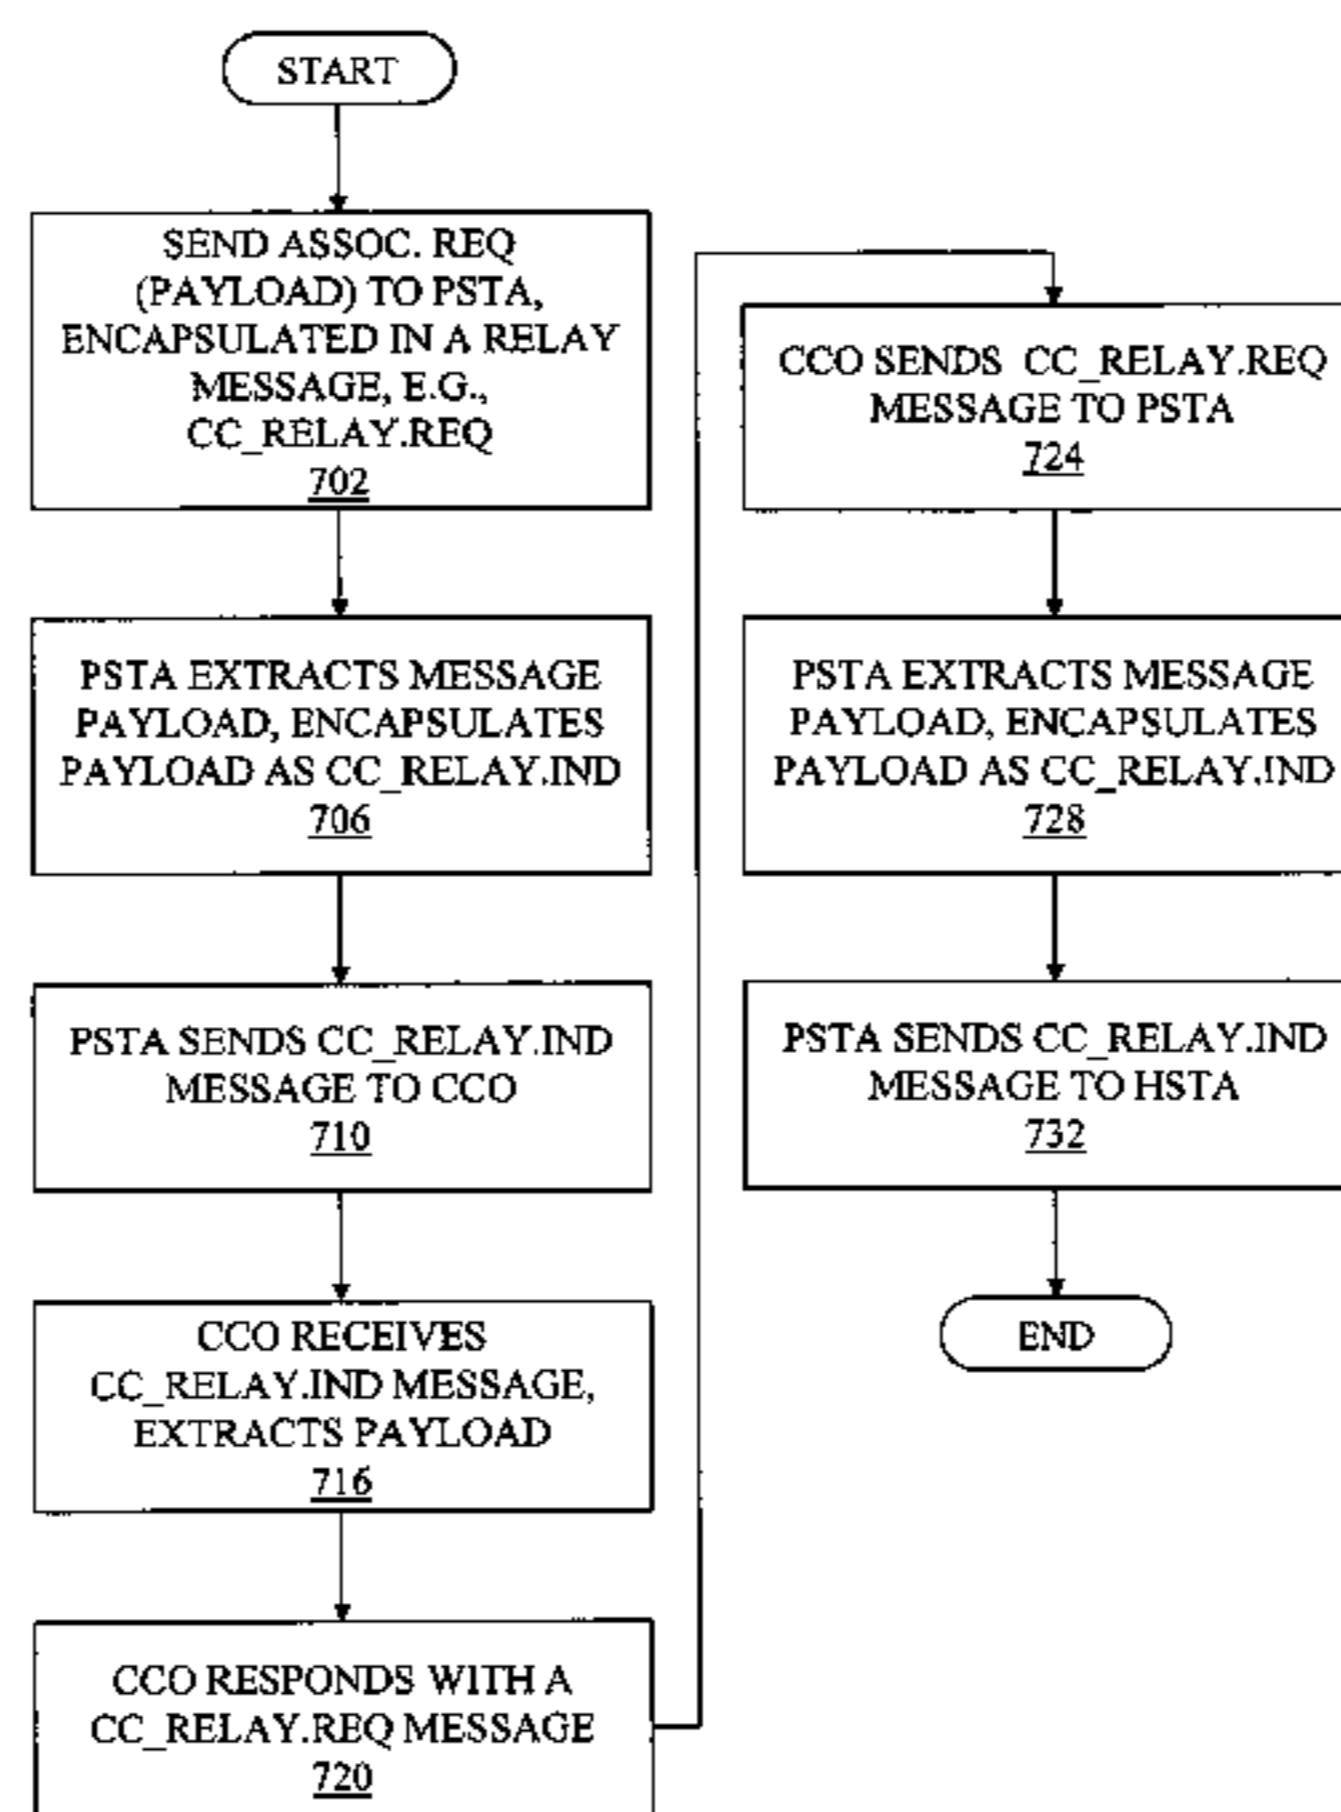 START
SEND ASSOC. REQ
(PAYLOAD) TO PSTA,
ENCAPSULATED IN A RELAY
MESSAGE, E.G.,
CC_RELAY.REQ
702
PSTA EXTRACTS MESSAGE
PAYLOAD, ENCAPSULATES
PAYLOAD AS CC_RELAY.IND
706
PSTA SENDS CC_RELAY.IND
MESSAGE TO CCO
710
CCO RECEIVES
CC_RELAY.IND MESSAGE,
EXTRACTS PAYLOAD
716
CCO RESPONDS WITH A
CC_RELAY.REQ MESSAGE
720
CCO SENDS CC_RELAY.REQ
MESSAGE TO PSTA
724
PSTA EXTRACTS MESSAGE
PAYLOAD, ENCAPSULATES
PAYLOAD AS CC_RELAY.IND
728
PSTA SENDS CC_RELAY.IND
MESSAGE TO HSTA
732
END